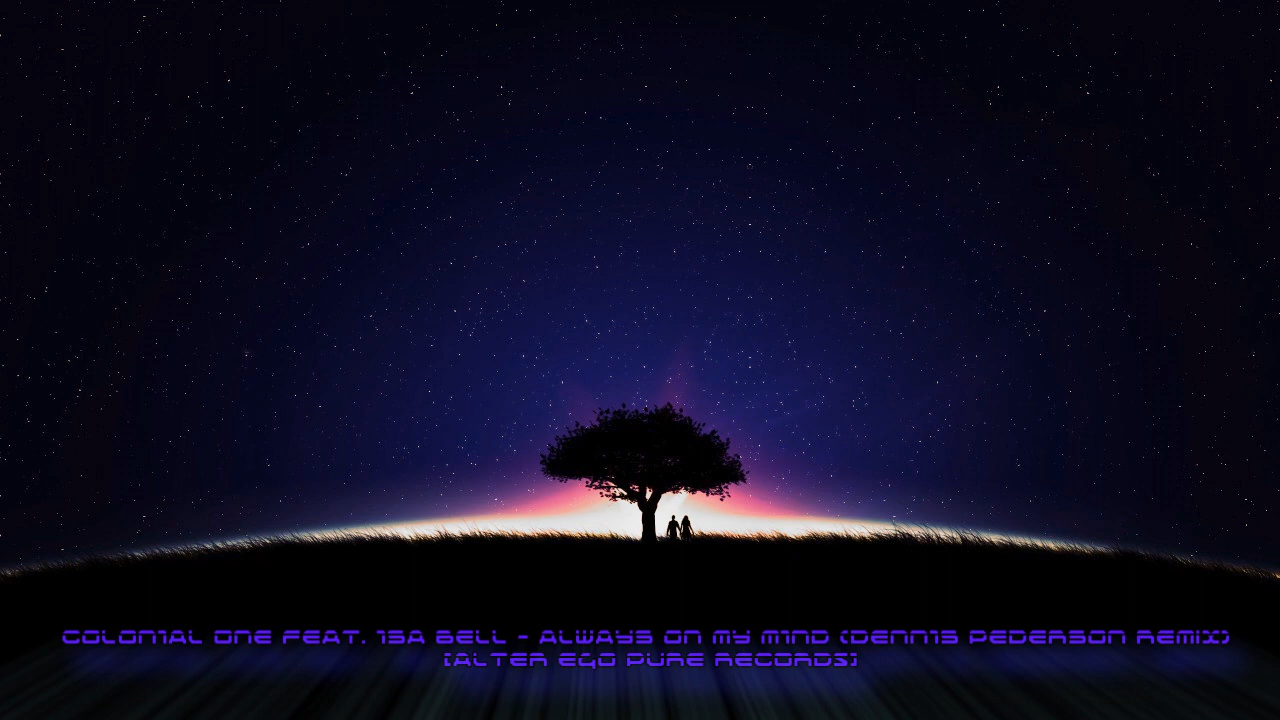 COLONIAL ONE FEAT. ISA BELL - ALWAYS ON MY MIND (DENNIS PEDERSON REMIX)
[ALTER EGO PURE RECORDS]